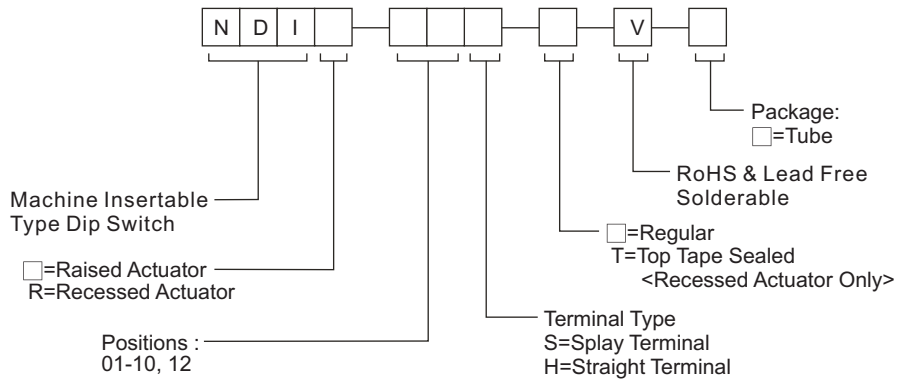 N D I □ - □ □ □ - □ - V - □
Package:
□=Tube
RoHS & Lead Free
Solderable
Machine Insertable
Type Dip Switch
□=Regular
T=Top Tape Sealed
<Recessed Actuator Only>
□=Raised Actuator
R=Recessed Actuator
Terminal Type
S=Splay Terminal
H=Straight Terminal
Positions :
01-10, 12